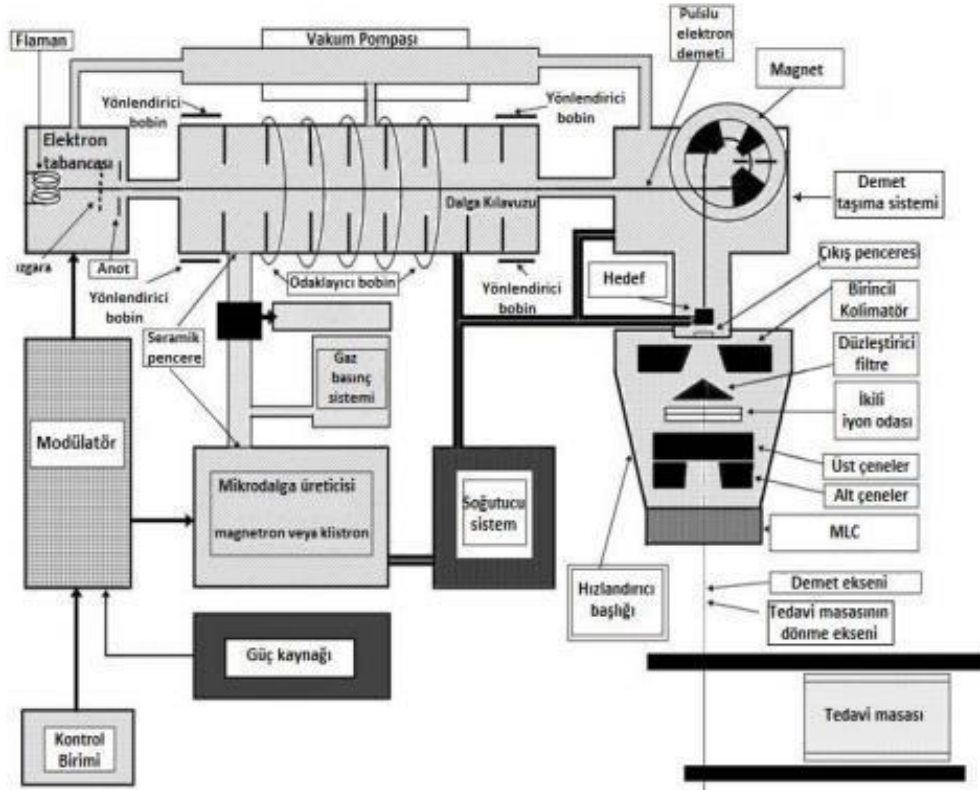 Flaman
Vakum Pompası
Pulslu
elektron
demeti
Magnet
Yönlendirici
bobin
Yönlendirici
bobin
Elektron
tabancası
Dalga Kılavuzu
Demet
taşıma sistemi
ızgara
Anot
Odaklayıcı bobin
Yönlendirici
bobin
Yönlendirici
bobin
Hedef
Çıkış penceresi
Birincil
Kolimatör
Seramik
pencere
Gaz
basınç
sistemi
Düzleştirici
filtre
İkili
iyon odası
Modülatör
Mikrodalga üreticisi
magnetron veya klistron
Soğutucu
sistem
Üst çeneler
Alt çeneler
MLC
Hızlandırıcı
başlığı
Demet ekseni
Tedavi masasının
dönme ekseni
Güç kaynağı
Kontrol
Birimi
Tedavi masası